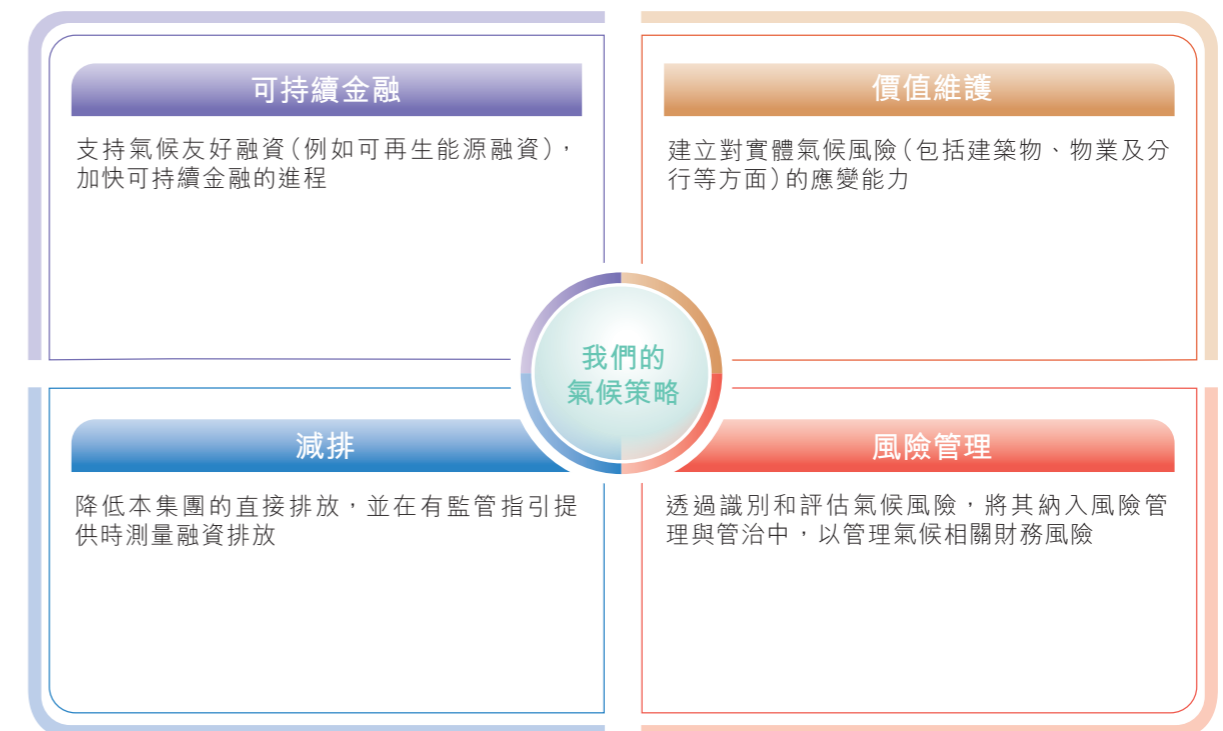 可持續金融
支持氣候友好融資（例如可再生能源融資），
加快可持續金融的進程
價值維護
建立對實體氣候風險（包括建築物、物業及分
行等方面）的應變能力
我們的
氣候策略
減排
降低本集團的直接排放，並在有監管指引提
供時測量融資排放
風險管理
透過識別和評估氣候風險，將其納入風險管
理與管治中，以管理氣候相關財務風險